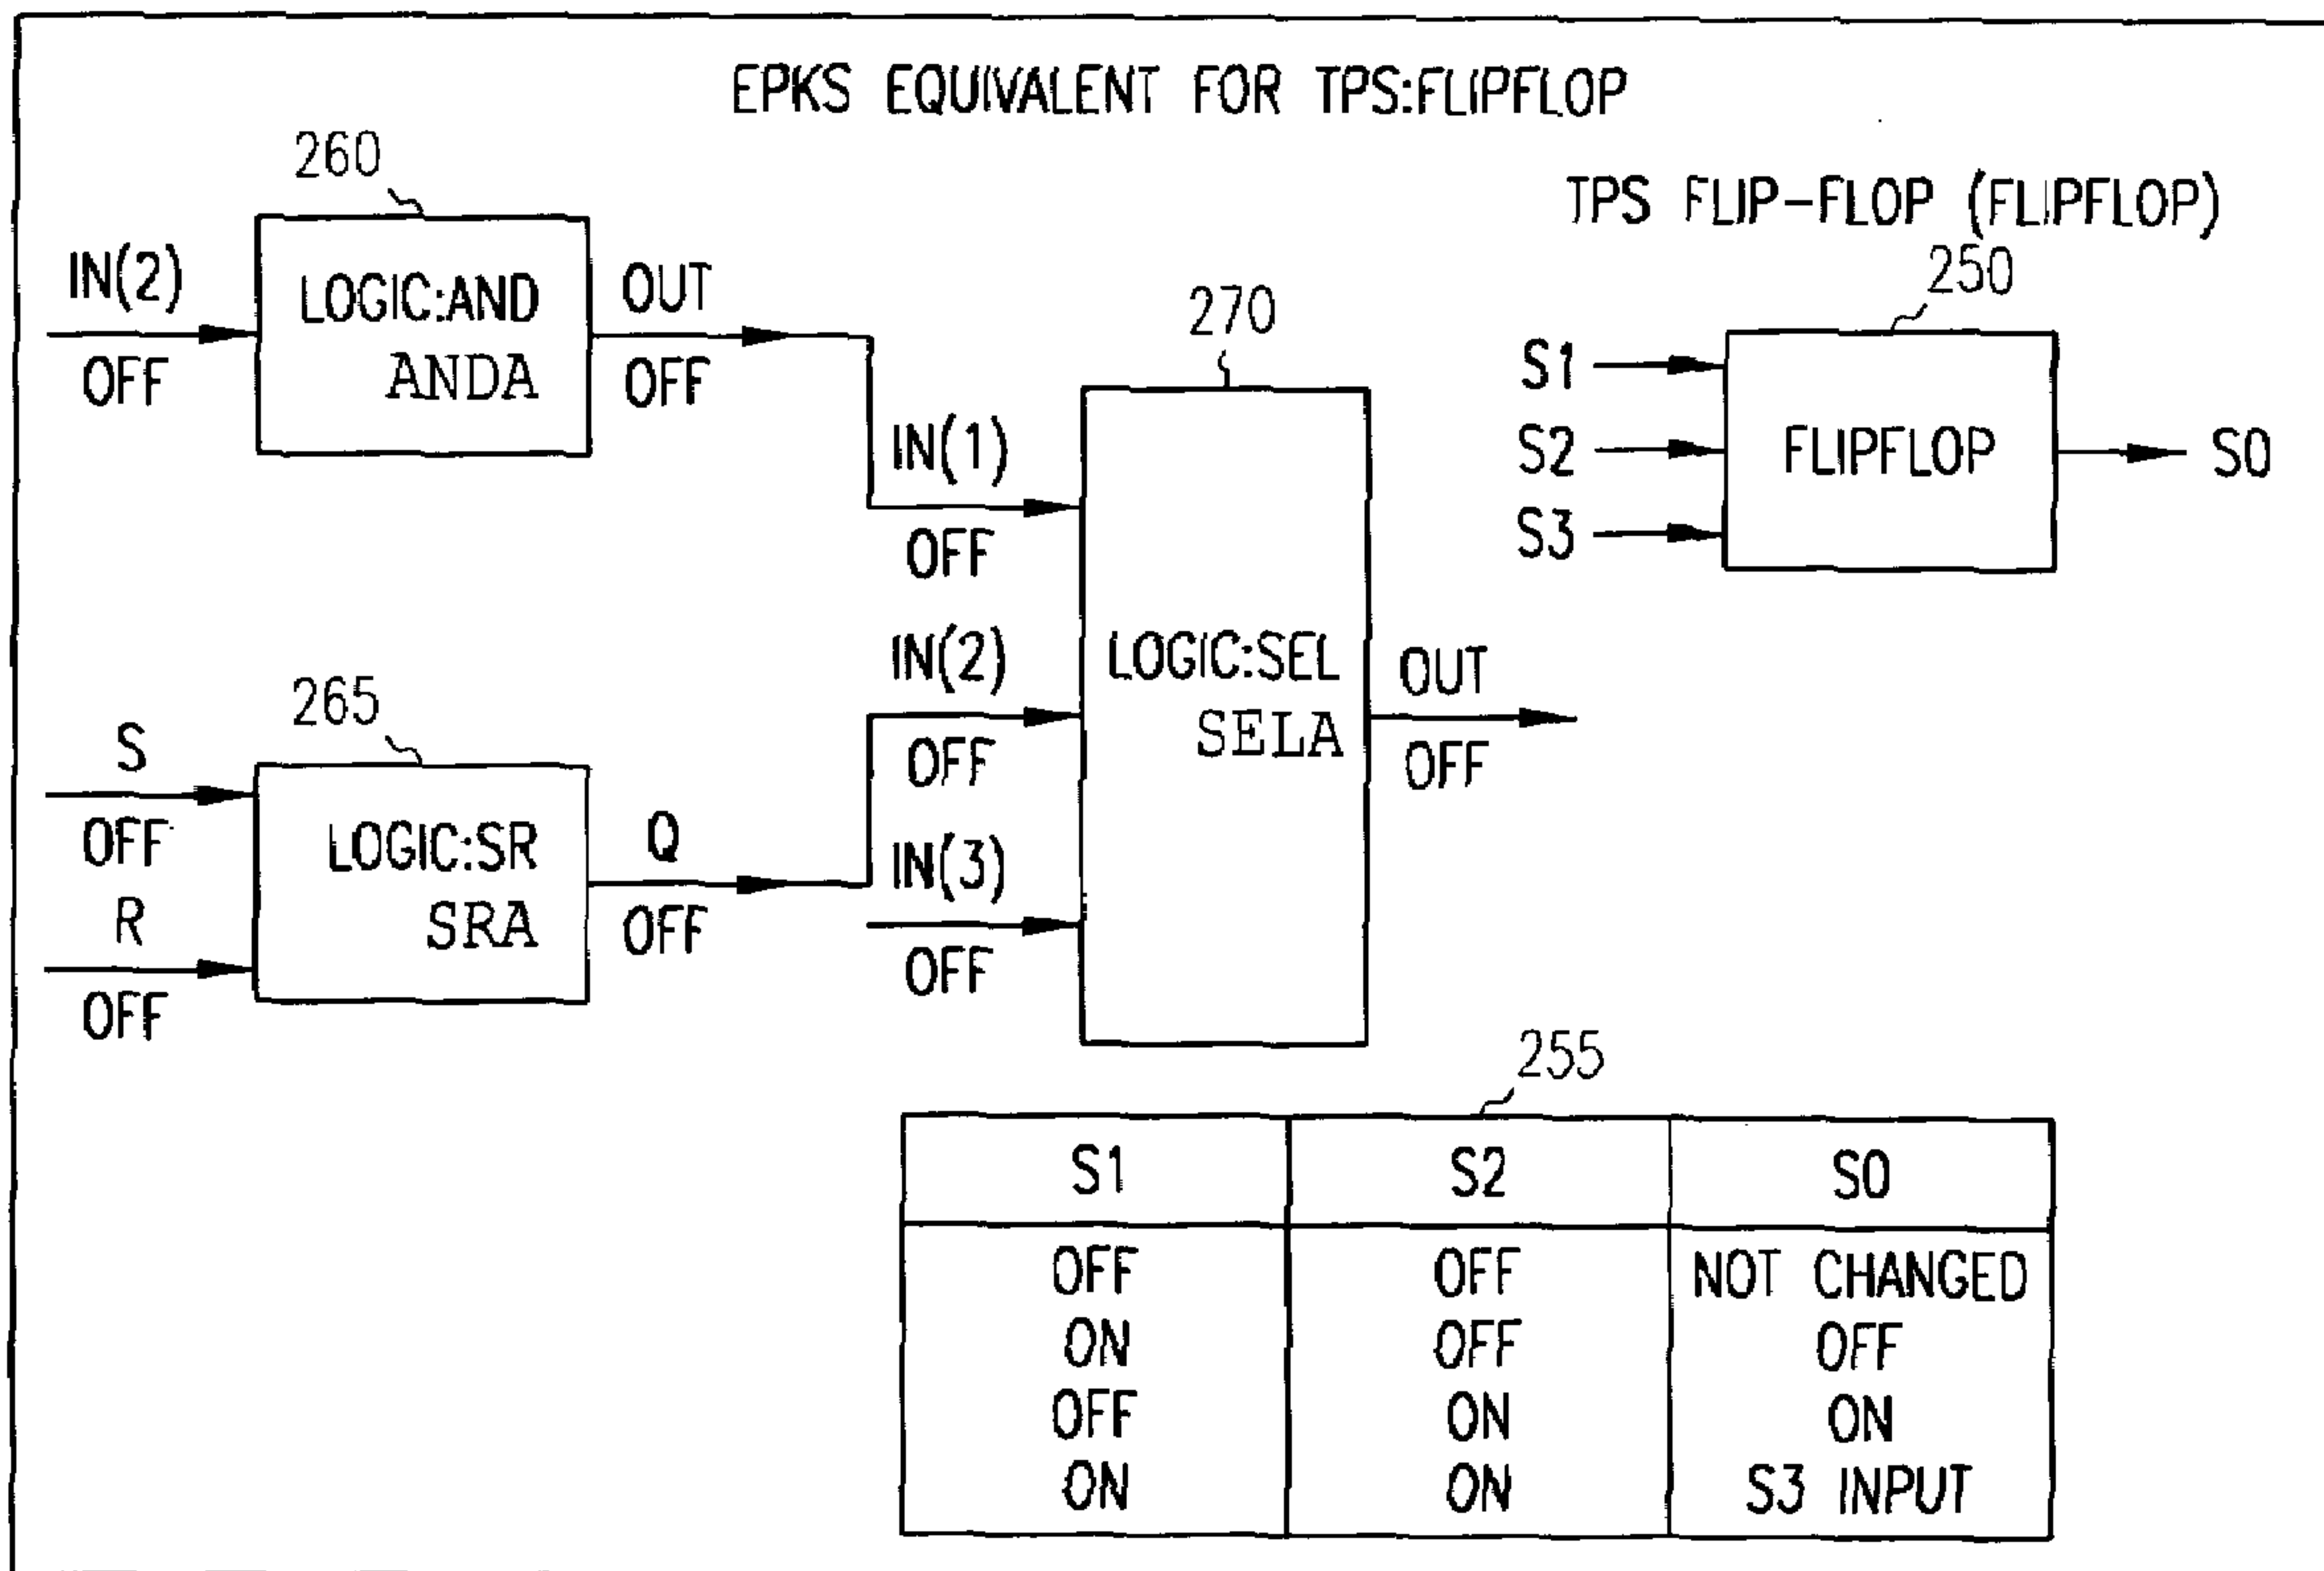 EPKS EQUIVALENT FOR TPS:FLIPFLOP
260
IN(2)
OFF
LOGIC:AND
ANDA
OUT
OFF
265
S
OFF
R
OFF
LOGIC:SR
SRA
Q
OFF
270
IN(1)
OFF
IN(2)
OFF
IN(3)
OFF
LOGIC:SEL
SELA
OUT
OFF
TPS FLIP-FLOP (FLIPFLOP)
250
S1
S2
S3
FLIPFLOP
S0
255
S1 S2 S0
OFF OFF NOT CHANGED
ON OFF OFF
OFF ON ON
ON ON S3 INPUT